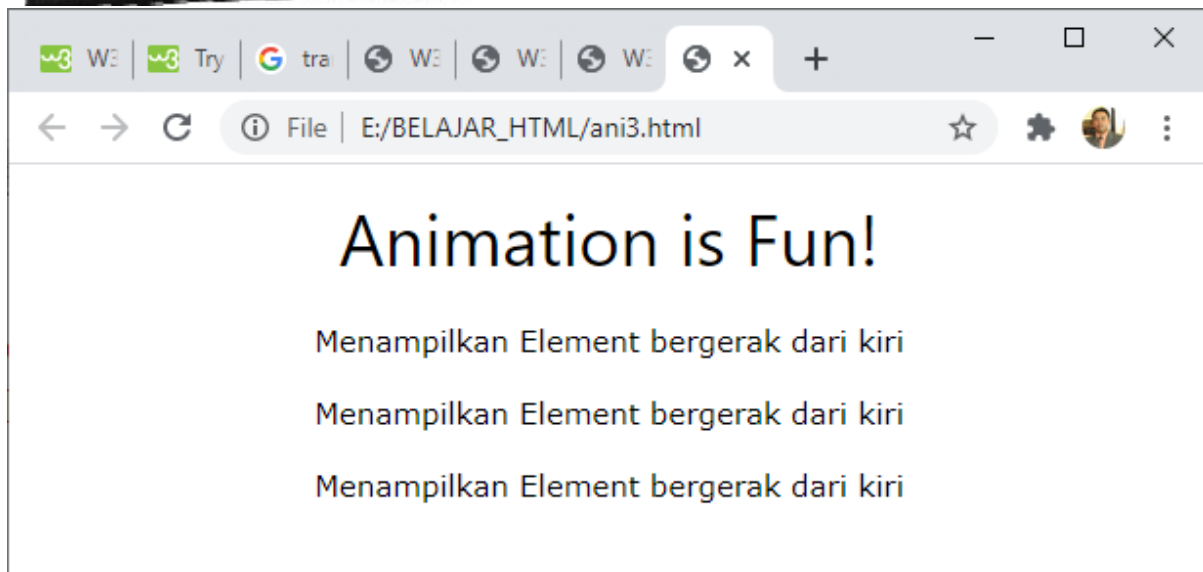 W3 Try tra W3 W3 W3
File E:/BELAJAR_HTML/ani3.html
Animation is Fun!
Menampilkan Element bergerak dari kiri
Menampilkan Element bergerak dari kiri
Menampilkan Element bergerak dari kiri